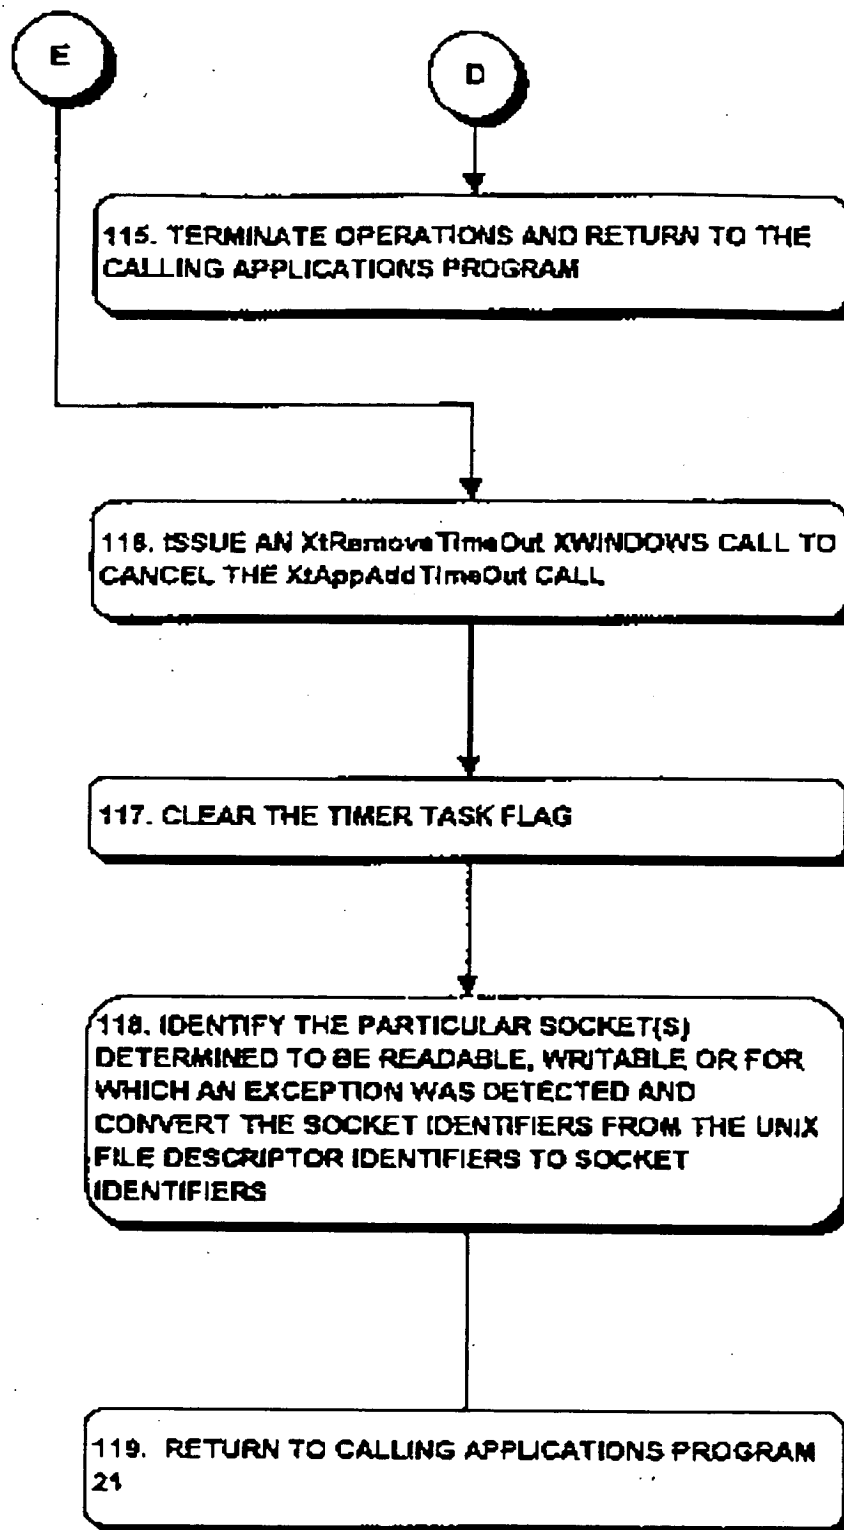 E
D
115. TERMINATE OPERATIONS AND RETURN TO THE
CALLING APPLICATIONS PROGRAM
116. ISSUE AN XtRemoveTimeOut XWINDOWS CALL TO
CANCEL THE XtAppAddTimeOut CALL
117. CLEAR THE TIMER TASK FLAG
118. IDENTIFY THE PARTICULAR SOCKET(S)
DETERMINED TO BE READABLE, WRITABLE OR FOR
WHICH AN EXCEPTION WAS DETECTED AND
CONVERT THE SOCKET IDENTIFIERS FROM THE UNIX
FILE DESCRIPTOR IDENTIFIERS TO SOCKET
IDENTIFIERS
119. RETURN TO CALLING APPLICATIONS PROGRAM
21